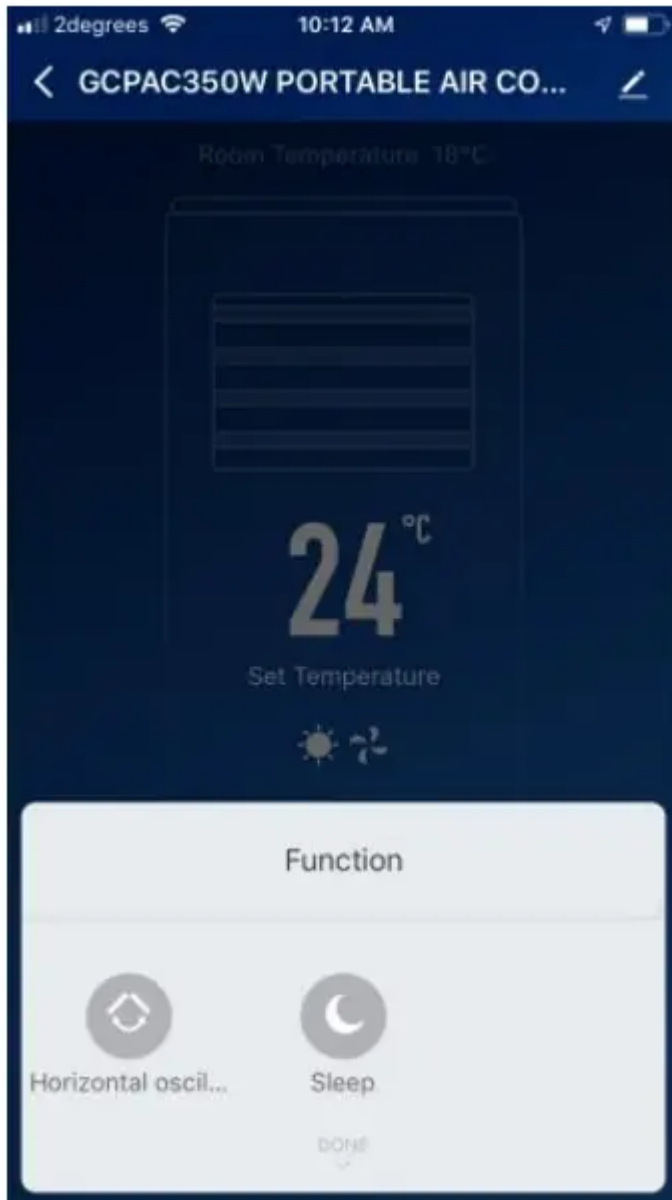 2degrees 10:12 AM
GCPAC350W PORTABLE AIR CO...
Room Temperature 18°C
24 °C
Set Temperature
Function
Horizontal oscil...
Sleep
DONE